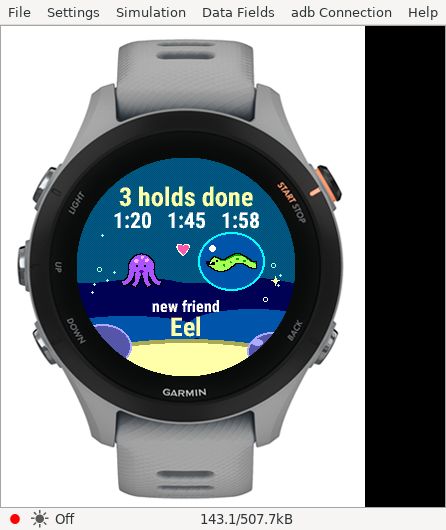 File Settings Simulation Data Fields adb Connection Help
LIGHT
START STOP
3 holds done
1:20 1:45 1:58
UP
new friend
Eel
DOWN
BACK
GARMIN
Off 143.1/507.7kB